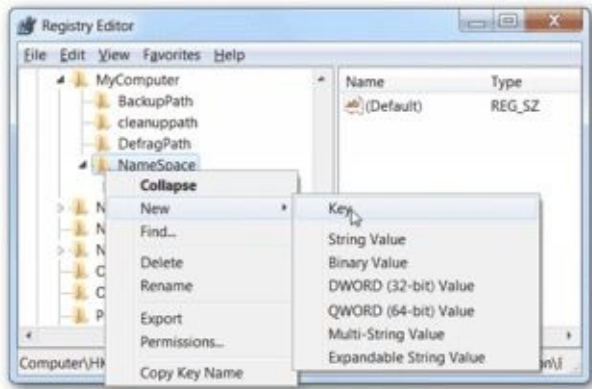 Registry Editor
File Edit View Favorites Help
MyComputer
BackupPath
cleanuppath
DefragPath
NameSpace
Name Type
(Default) REG_SZ
Collapse
New
Find...
Delete
Rename
Export
Permissions...
Copy Key Name
Key
String Value
Binary Value
DWORD (32-bit) Value
QWORD (64-bit) Value
Multi-String Value
Expandable String Value
N
N
N
C
C
P
Computer\H